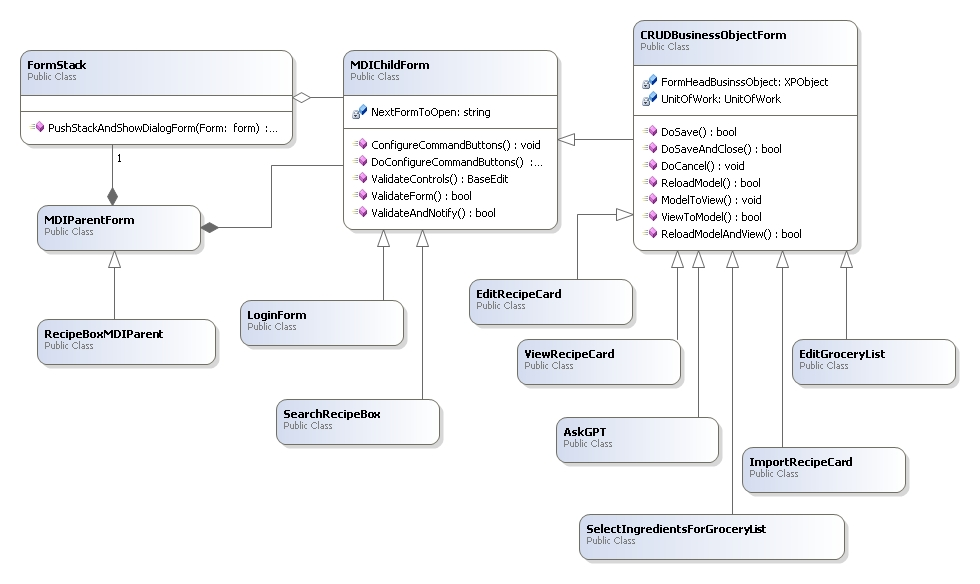 FormStack
Public Class
PushStackAndShowDialogForm(Form: form) :...
1
MDIParentForm
Public Class
RecipeBoxMDIParent
Public Class
MDIChildForm
Public Class
NextFormToOpen: string
ConfigureCommandButtons() : void
DoConfigureCommandButtons() :...
ValidateControls() : BaseEdit
ValidateForm() : bool
ValidateAndNotify() : bool
LoginForm
Public Class
SearchRecipeBox
Public Class
CRUDBusinessObjectForm
Public Class
FormHeadBusinssObject: XPObject
UnitOfWork: UnitOfWork
DoSave() : bool
DoSaveAndClose() : bool
DoCancel() : void
ReloadModel() : bool
ModelToView() : void
ViewToModel() : bool
ReloadModelAndView() : bool
EditRecipeCard
Public Class
ViewRecipeCard
Public Class
EditGroceryList
Public Class
AskGPT
Public Class
ImportRecipeCard
Public Class
SelectIngredientsForGroceryList
Public Class